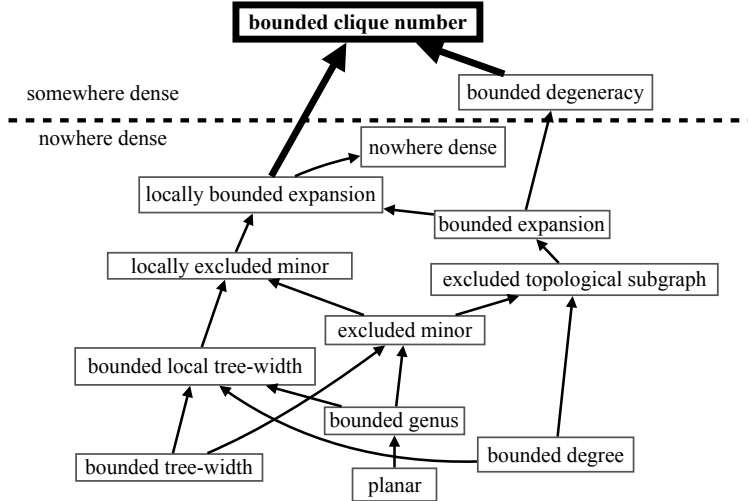 bounded clique number
somewhere dense
bounded degeneracy
nowhere dense
nowhere dense
locally bounded expansion
bounded expansion
locally excluded minor
excluded topological subgraph
excluded minor
bounded local tree-width
bounded genus
bounded degree
bounded tree-width
planar